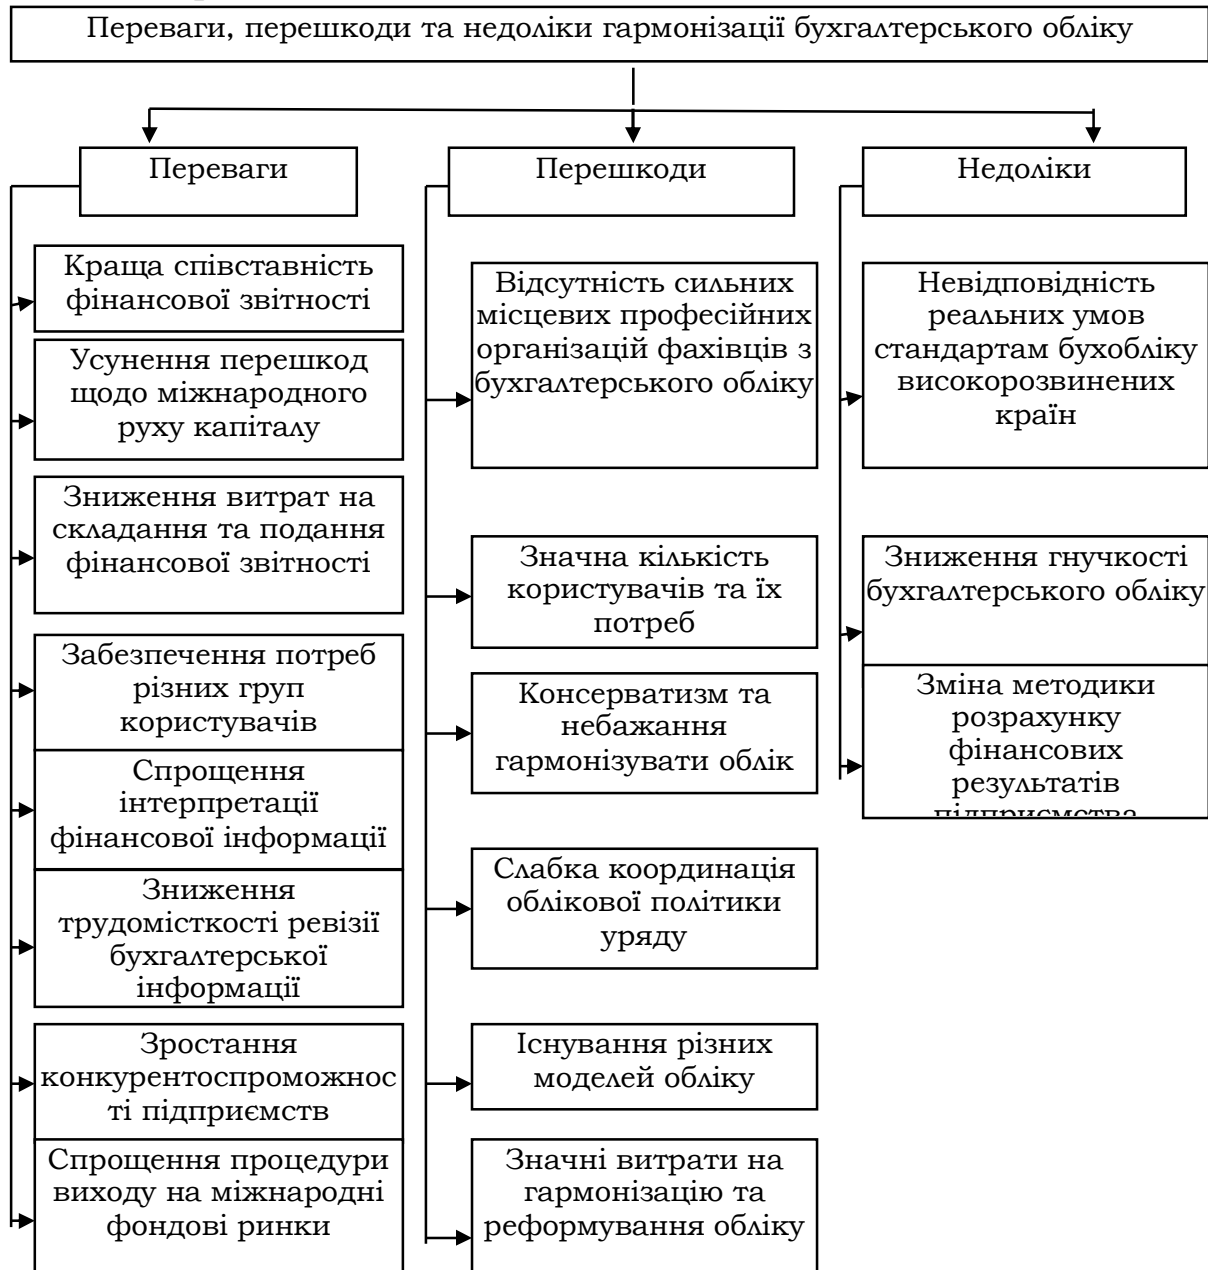 Переваги, перешкоди та недоліки гармонізації бухгалтерського обліку
Переваги
Краща співставність
фінансової звітності
Усунення перешкод
щодо міжнародного
руху капіталу
Зниження витрат на
складання та подання
фінансової звітності
Забезпечення потреб
різних груп
користувачів
Спрощення
інтерпретації
фінансової інформації
Зниження
трудомісткості ревізії
бухгалтерської
інформації
Зростання
конкурентоспроможнос
ті підприємств
Спрощення процедури
виходу на міжнародні
фондові ринки
Перешкоди
Відсутність сильних
місцевих професійних
організацій фахівців з
бухгалтерського обліку
Значна кількість
користувачів та їх
потреб
Консерватизм та
небажання
гармонізувати облік
Слабка координація
облікової політики
уряду
Існування різних
моделей обліку
Значні витрати на
гармонізацію та
реформування обліку
Недоліки
Невідповідність
реальних умов
стандартам бухобліку
високорозвинених
країн
Зниження гнучкості
бухгалтерського обліку
Зміна методики
розрахунку
фінансових
результатів
підприємства